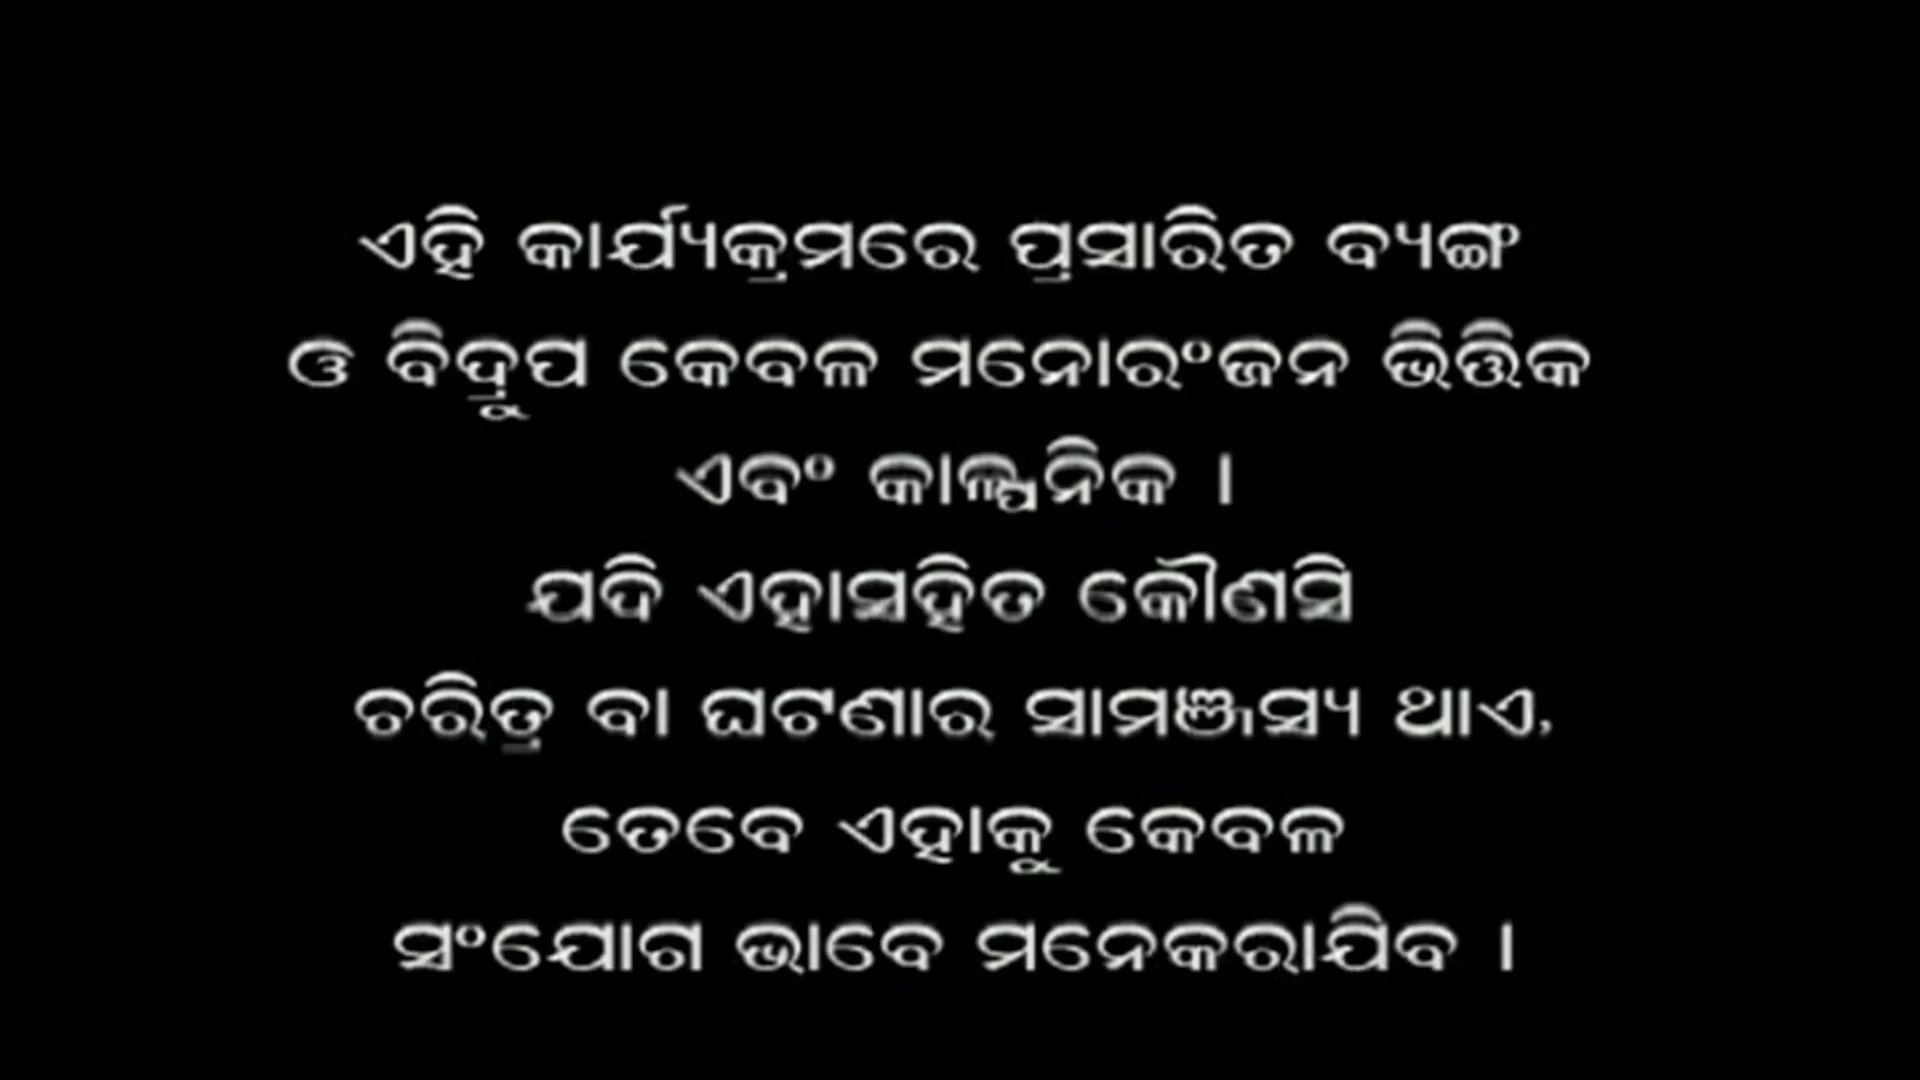 ଏହି କାର୍ଯ୍ୟକ୍ରମରେ ପ୍ରସାରିତ ବ୍ୟଙ୍ଗ
ଓ ବିଦ୍ରୁପ କେବଳ ମନୋରଂଜନ ଭିତ୍ତିକ
ଏବଂ କାଳ୍ପନିକ ।
ଯଦି ଏହାସହିତ କୌଣସି
ଚରିତ୍ର ବା ଘଟଣାର ସାମଞ୍ଜସ୍ୟ ଥାଏ,
ତେବେ ଏହାକୁ କେବଳ
ସଂଯୋଗ ଭାବେ ମନେକରାଯିବ ।